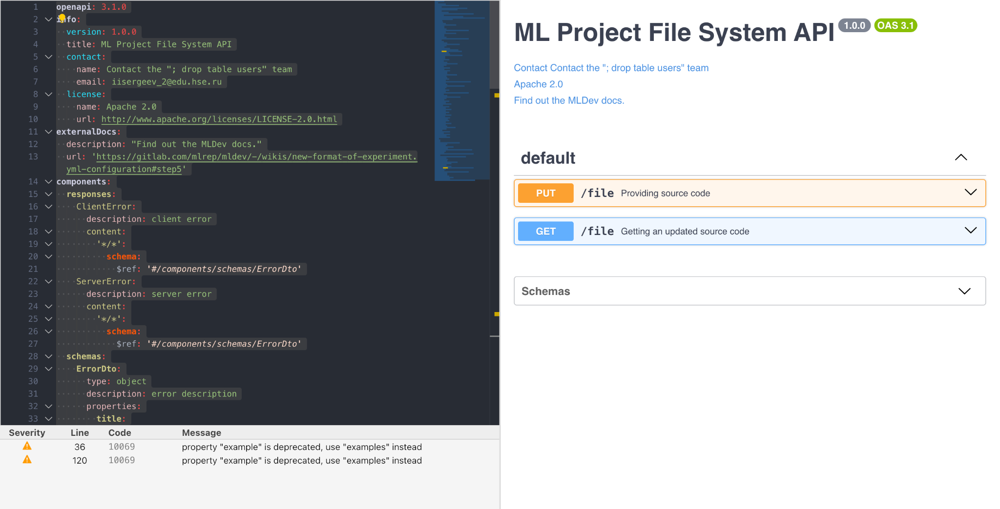 1 openapi: 3.1.0
2 info:
3 version: 1.0.0
4 title: ML Project File System API
5 contact:
6 name: Contact the "; drop table users" team
7 email: iisergeev_2@edu.hse.ru
8 license:
9 name: Apache 2.0
10 url: http://www.apache.org/licenses/LICENSE-2.0.html
11 externalDocs:
12 description: "Find out the MLDev docs."
13 url: 'https://gitlab.com/mlrep/mldev/-/wikis/new-format-of-experiment.
yml-configuration#step5'
14 components:
15 responses:
16 ClientError:
17 description: client error
18 content:
19 '*/*':
20 schema:
21 $ref: '#/components/schemas/ErrorDto'
22 ServerError:
23 description: server error
24 content:
25 '*/*':
26 schema:
27 $ref: '#/components/schemas/ErrorDto'
28 schemas:
29 ErrorDto:
30 type: object
31 description: error description
32 properties:
33 title:
Severity Line Code Message
36 10069 property "example" is deprecated, use "examples" instead
120 10069 property "example" is deprecated, use "examples" instead
ML Project File System API 1.0.0 OAS 3.1
Contact Contact the "; drop table users" team
Apache 2.0
Find out the MLDev docs.
default
PUT /file Providing source code
GET /file Getting an updated source code
Schemas